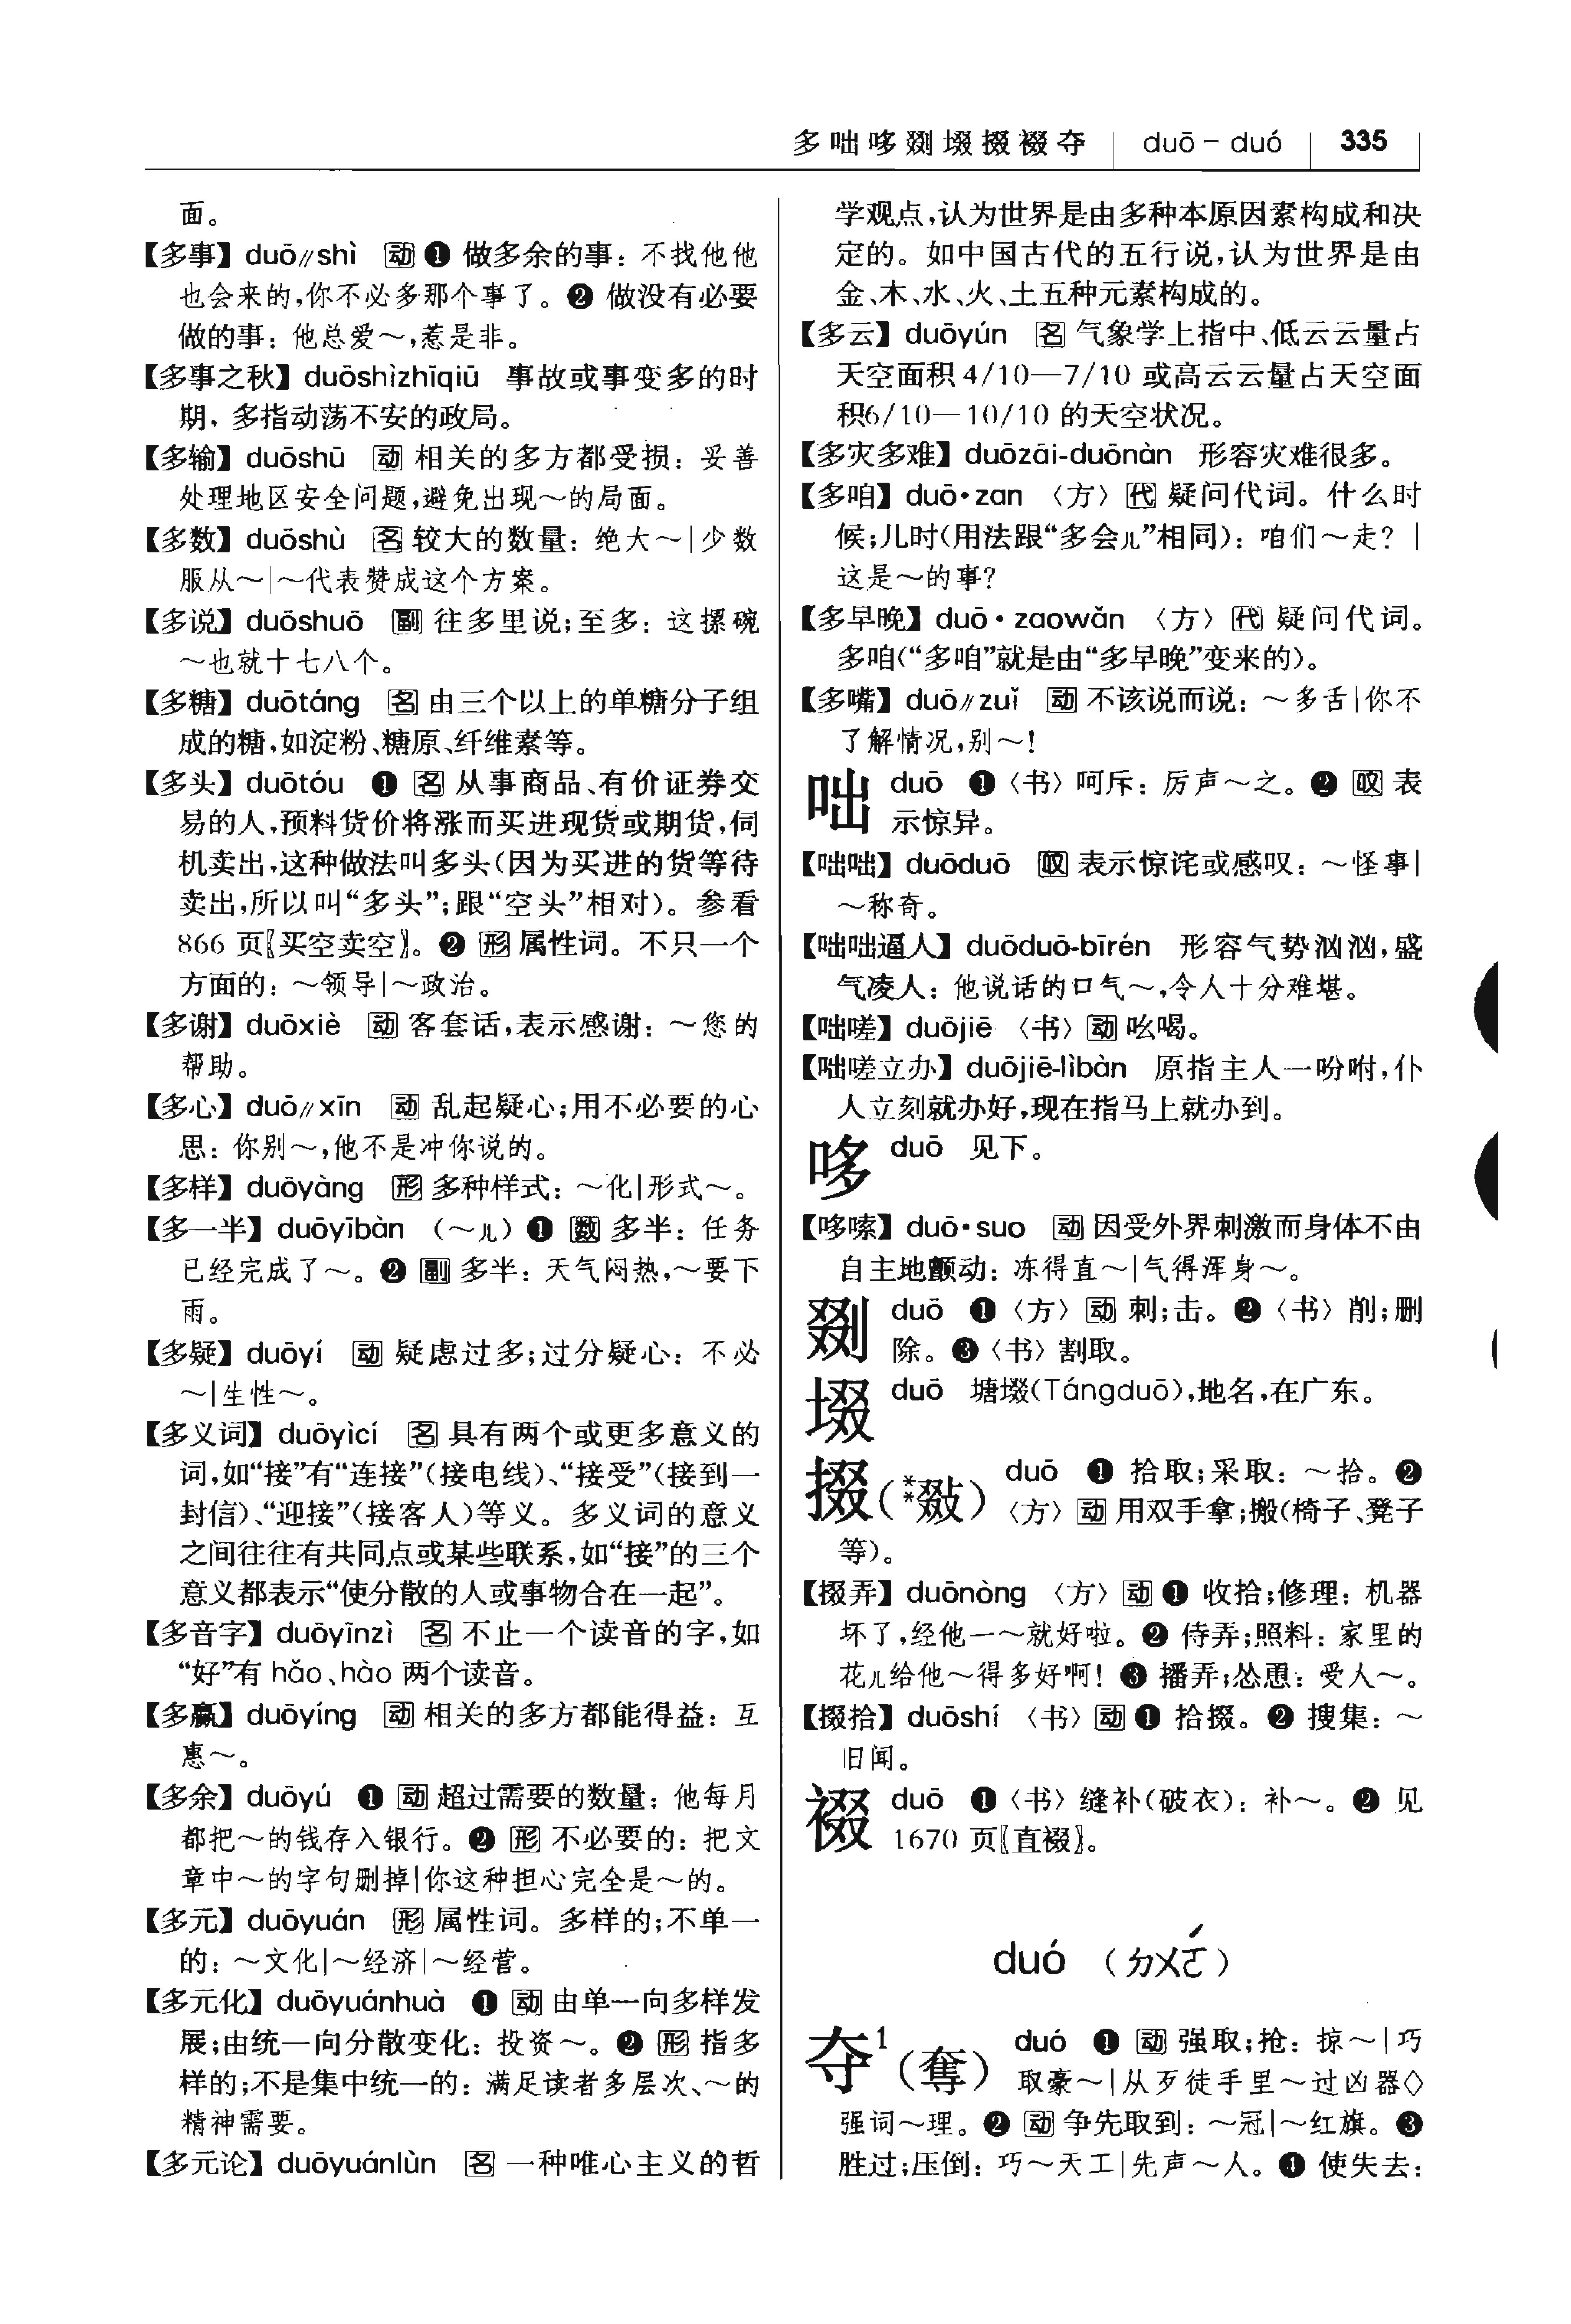 多咄哆剟㙍掇裰夺 duō – duó 335
面。
【多事】duō∥shì 动 ❶ 做多余的事：不找他他
也会来的，你不必多那个事了。❷ 做没有必要
做的事：他总爱～，惹是非。
【多事之秋】duōshìzhīqiū 事故或事变多的时
期，多指动荡不安的政局。
【多输】duōshū 动 相关的多方都受损：妥善
处理地区安全问题，避免出现～的局面。
【多数】duōshù 名 较大的数量：绝大～|少数
服从～|～代表赞成这个方案。
【多说】duōshuō 副 往多里说；至多：这摞碗
～也就十七八个。
【多糖】duōtáng 名 由三个以上的单糖分子组
成的糖，如淀粉、糖原、纤维素等。
【多头】duōtóu ❶ 名 从事商品、有价证券交
易的人，预料货价将涨而买进现货或期货，伺
机卖出，这种做法叫多头（因为买进的货等待
卖出，所以叫“多头”；跟“空头”相对）。参看
866 页〖买空卖空〗。❷ 形 属性词。不只一个
方面的：～领导|～政治。
【多谢】duōxiè 动 客套话，表示感谢：～您的
帮助。
【多心】duō∥xīn 动 乱起疑心；用不必要的心
思：你别～，他不是冲你说的。
【多样】duōyàng 形 多种样式：～化|形式～。
【多一半】duōyībàn （～儿）❶ 数 多半：任务
已经完成了～。❷ 副 多半：天气闷热，～要下
雨。
【多疑】duōyí 动 疑虑过多；过分疑心：不必
～|生性～。
【多义词】duōyìcí 名 具有两个或更多意义的
词，如“接”有“连接”（接电线）、“接受”（接到一
封信）、“迎接”（接客人）等义。多义词的意义
之间往往有共同点或某些联系，如“接”的三个
意义都表示“使分散的人或事物合在一起”。
【多音字】duōyīnzì 名 不止一个读音的字，如
“好”有 hǎo、hào 两个读音。
【多赢】duōyíng 动 相关的多方都能得益：互
惠～。
【多余】duōyú ❶ 动 超过需要的数量：他每月
都把～的钱存入银行。❷ 形 不必要的：把文
章中～的字句删掉|你这种担心完全是～的。
【多元】duōyuán 形 属性词。多样的；不单一
的：～文化|～经济|～经营。
【多元化】duōyuánhuà ❶ 动 由单一向多样发
展；由统一向分散变化：投资～。❷ 形 指多
样的；不是集中统一的：满足读者多层次、～的
精神需要。
【多元论】duōyuánlùn 名 一种唯心主义的哲
学观点，认为世界是由多种本原因素构成和决
定的。如中国古代的五行说，认为世界是由
金、木、水、火、土五种元素构成的。
【多云】duōyún 名 气象学上指中、低云云量占
天空面积 4/10—7/10 或高云云量占天空面
积6/10—10/10 的天空状况。
【多灾多难】duōzāi-duōnàn 形容灾难很多。
【多咱】duō·zan 〈方〉代 疑问代词。什么时
候；几时（用法跟“多会儿”相同）：咱们～走？|
这是～的事？
【多早晚】duō·zaowǎn 〈方〉代 疑问代词。
多咱（“多咱”就是由“多早晚”变来的）。
【多嘴】duō∥zuǐ 动 不该说而说：～多舌|你不
了解情况，别～！
咄 duō ❶〈书〉呵斥：厉声～之。❷ 叹 表
示惊异。
【咄咄】duōduō 叹 表示惊诧或感叹：～怪事|
～称奇。
【咄咄逼人】duōduō-bīrén 形容气势汹汹，盛
气凌人：他说话的口气～，令人十分难堪。
【咄嗟】duōjiē 〈书〉动 吆喝。
【咄嗟立办】duōjiē-lìbàn 原指主人一吩咐，仆
人立刻就办好，现在指马上就办到。
哆 duō 见下。
【哆嗦】duō·suo 动 因受外界刺激而身体不由
自主地颤动：冻得直～|气得浑身～。
剟 duō ❶〈方〉动 刺；击。❷〈书〉削；删
除。❸〈书〉割取。
㙍 duō 塘㙍（Tángduō），地名，在广东。
掇（**敠） duō ❶ 拾取；采取：～拾。❷
〈方〉动 用双手拿；搬（椅子、凳子
等）。
【掇弄】duōnòng 〈方〉动 ❶ 收拾；修理：机器
坏了，经他一～就好啦。❷ 侍弄；照料：家里的
花儿给他～得多好啊！❸ 播弄；怂恿：受人～。
【掇拾】duōshí 〈书〉动 ❶ 拾掇。❷ 搜集：～
旧闻。
裰 duō ❶〈书〉缝补（破衣）：补～。❷ 见
1670 页〖直裰〗。
duó （ㄉㄨㄛˊ）
夺¹（奪） duó ❶ 动 强取；抢：掠～|巧
取豪～|从歹徒手里～过凶器◇
强词～理。❷ 动 争先取到：～冠|～红旗。❸
胜过；压倒：巧～天工|先声～人。❹ 使失去：